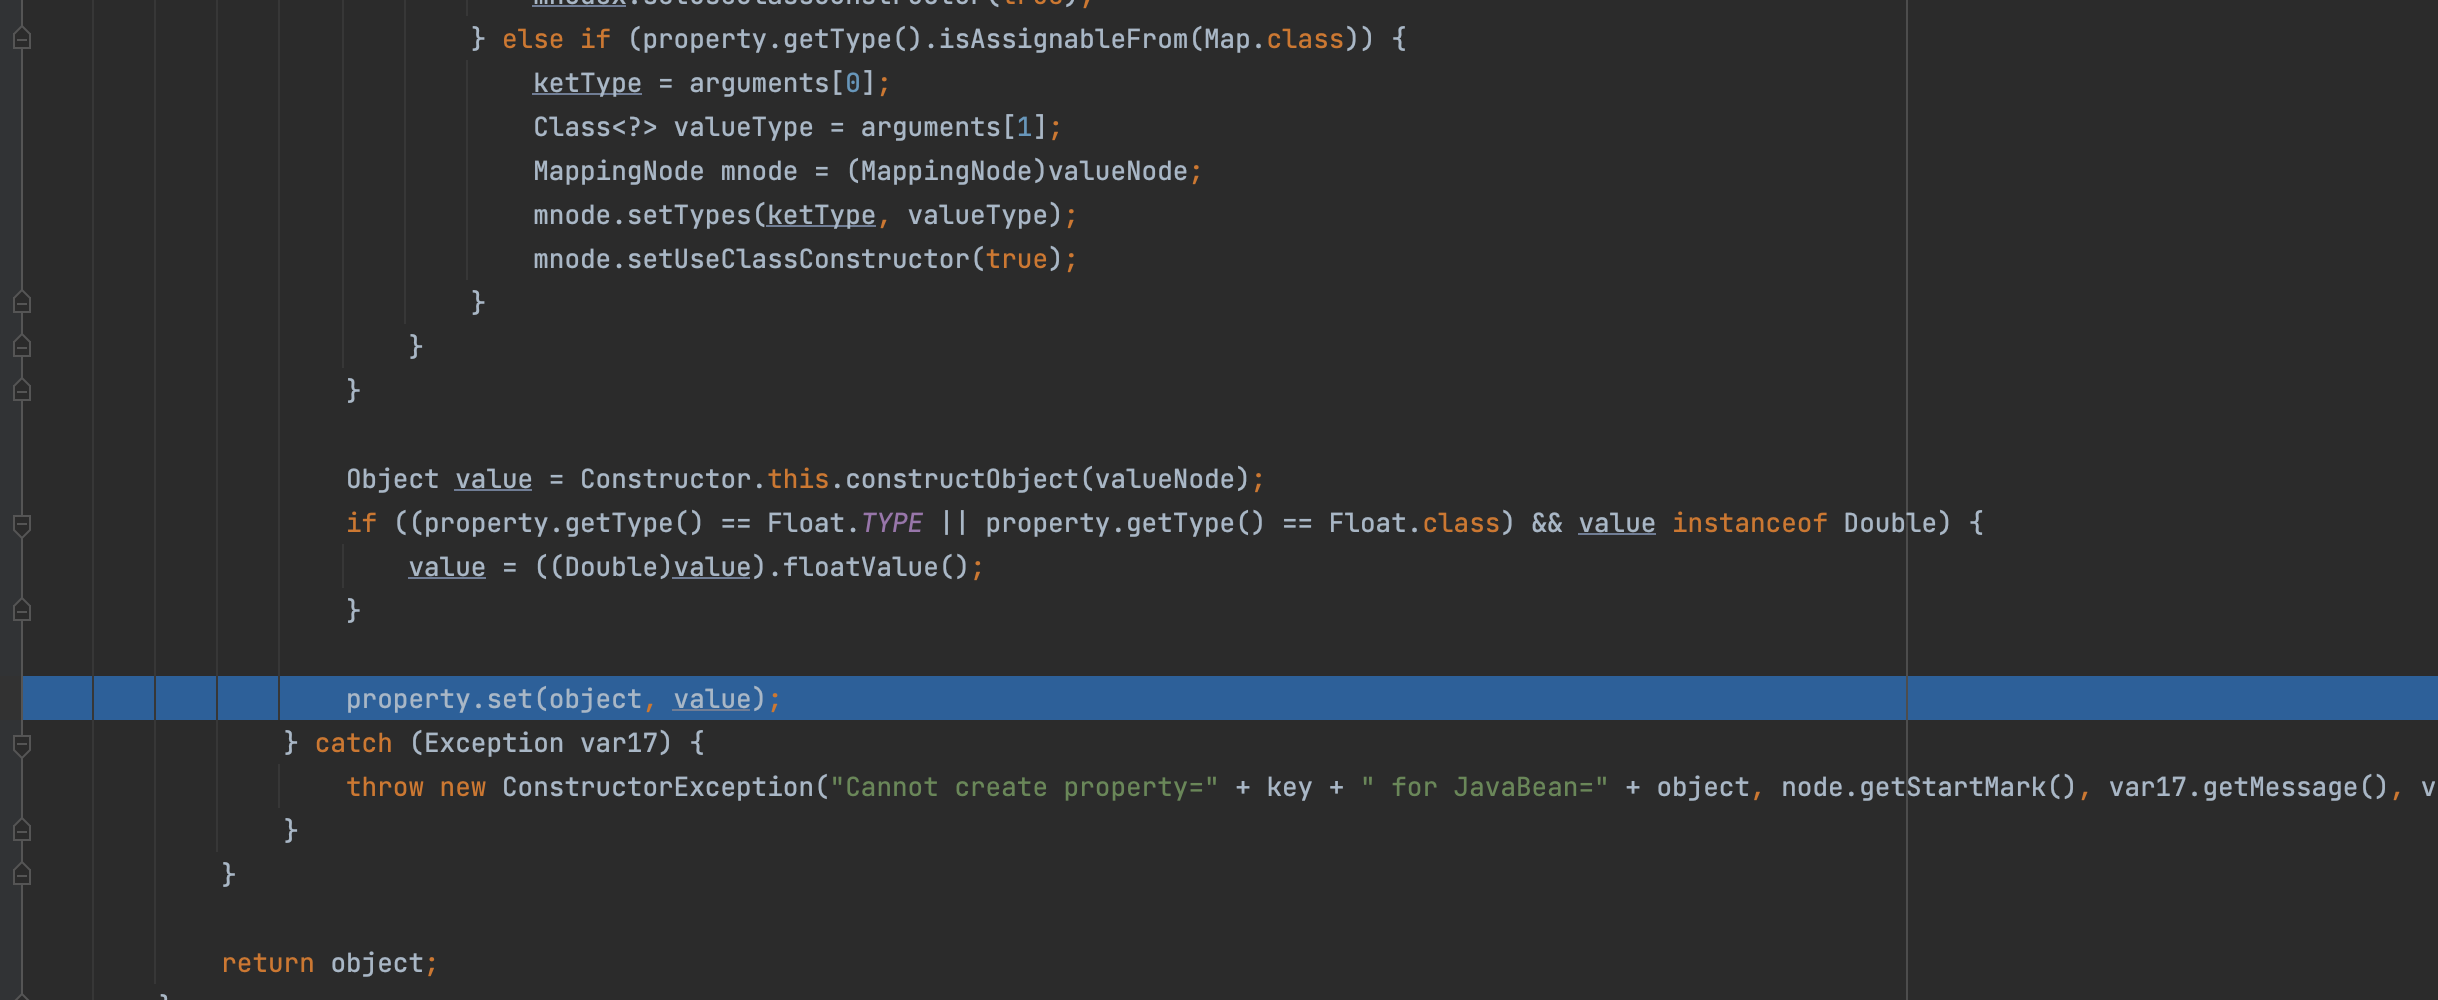 mnodex.setUseClassConstructor(true);
} else if (property.getType().isAssignableFrom(Map.class)) {
ketType = arguments[0];
Class<?> valueType = arguments[1];
MappingNode mnode = (MappingNode)valueNode;
mnode.setTypes(ketType, valueType);
mnode.setUseClassConstructor(true);
}
}
}
Object value = Constructor.this.constructObject(valueNode);
if ((property.getType() == Float.TYPE || property.getType() == Float.class) && value instanceof Double) {
value = ((Double)value).floatValue();
}
property.set(object, value);
} catch (Exception var17) {
throw new ConstructorException("Cannot create property=" + key + " for JavaBean=" + object, node.getStartMark(), var17.getMessage(), v
}
}
return object;
}